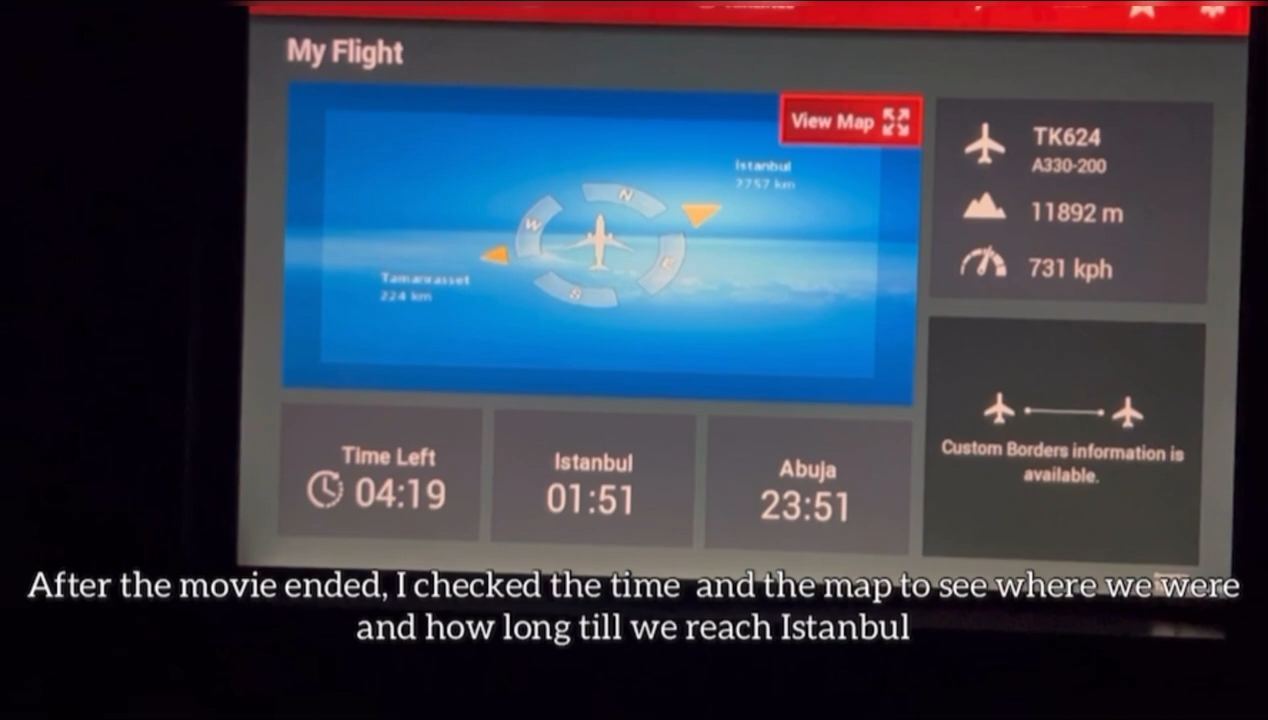 My Flight
View Map
Istanbul
2757 km
N
W
E
S
Tamanrasset
224 km
TK624
A330-200
11892 m
731 kph
Time Left
04:19
Istanbul
01:51
Abuja
23:51
Custom Borders information is
available.
After the movie ended, I checked the time and the map to see where we were
and how long till we reach Istanbul